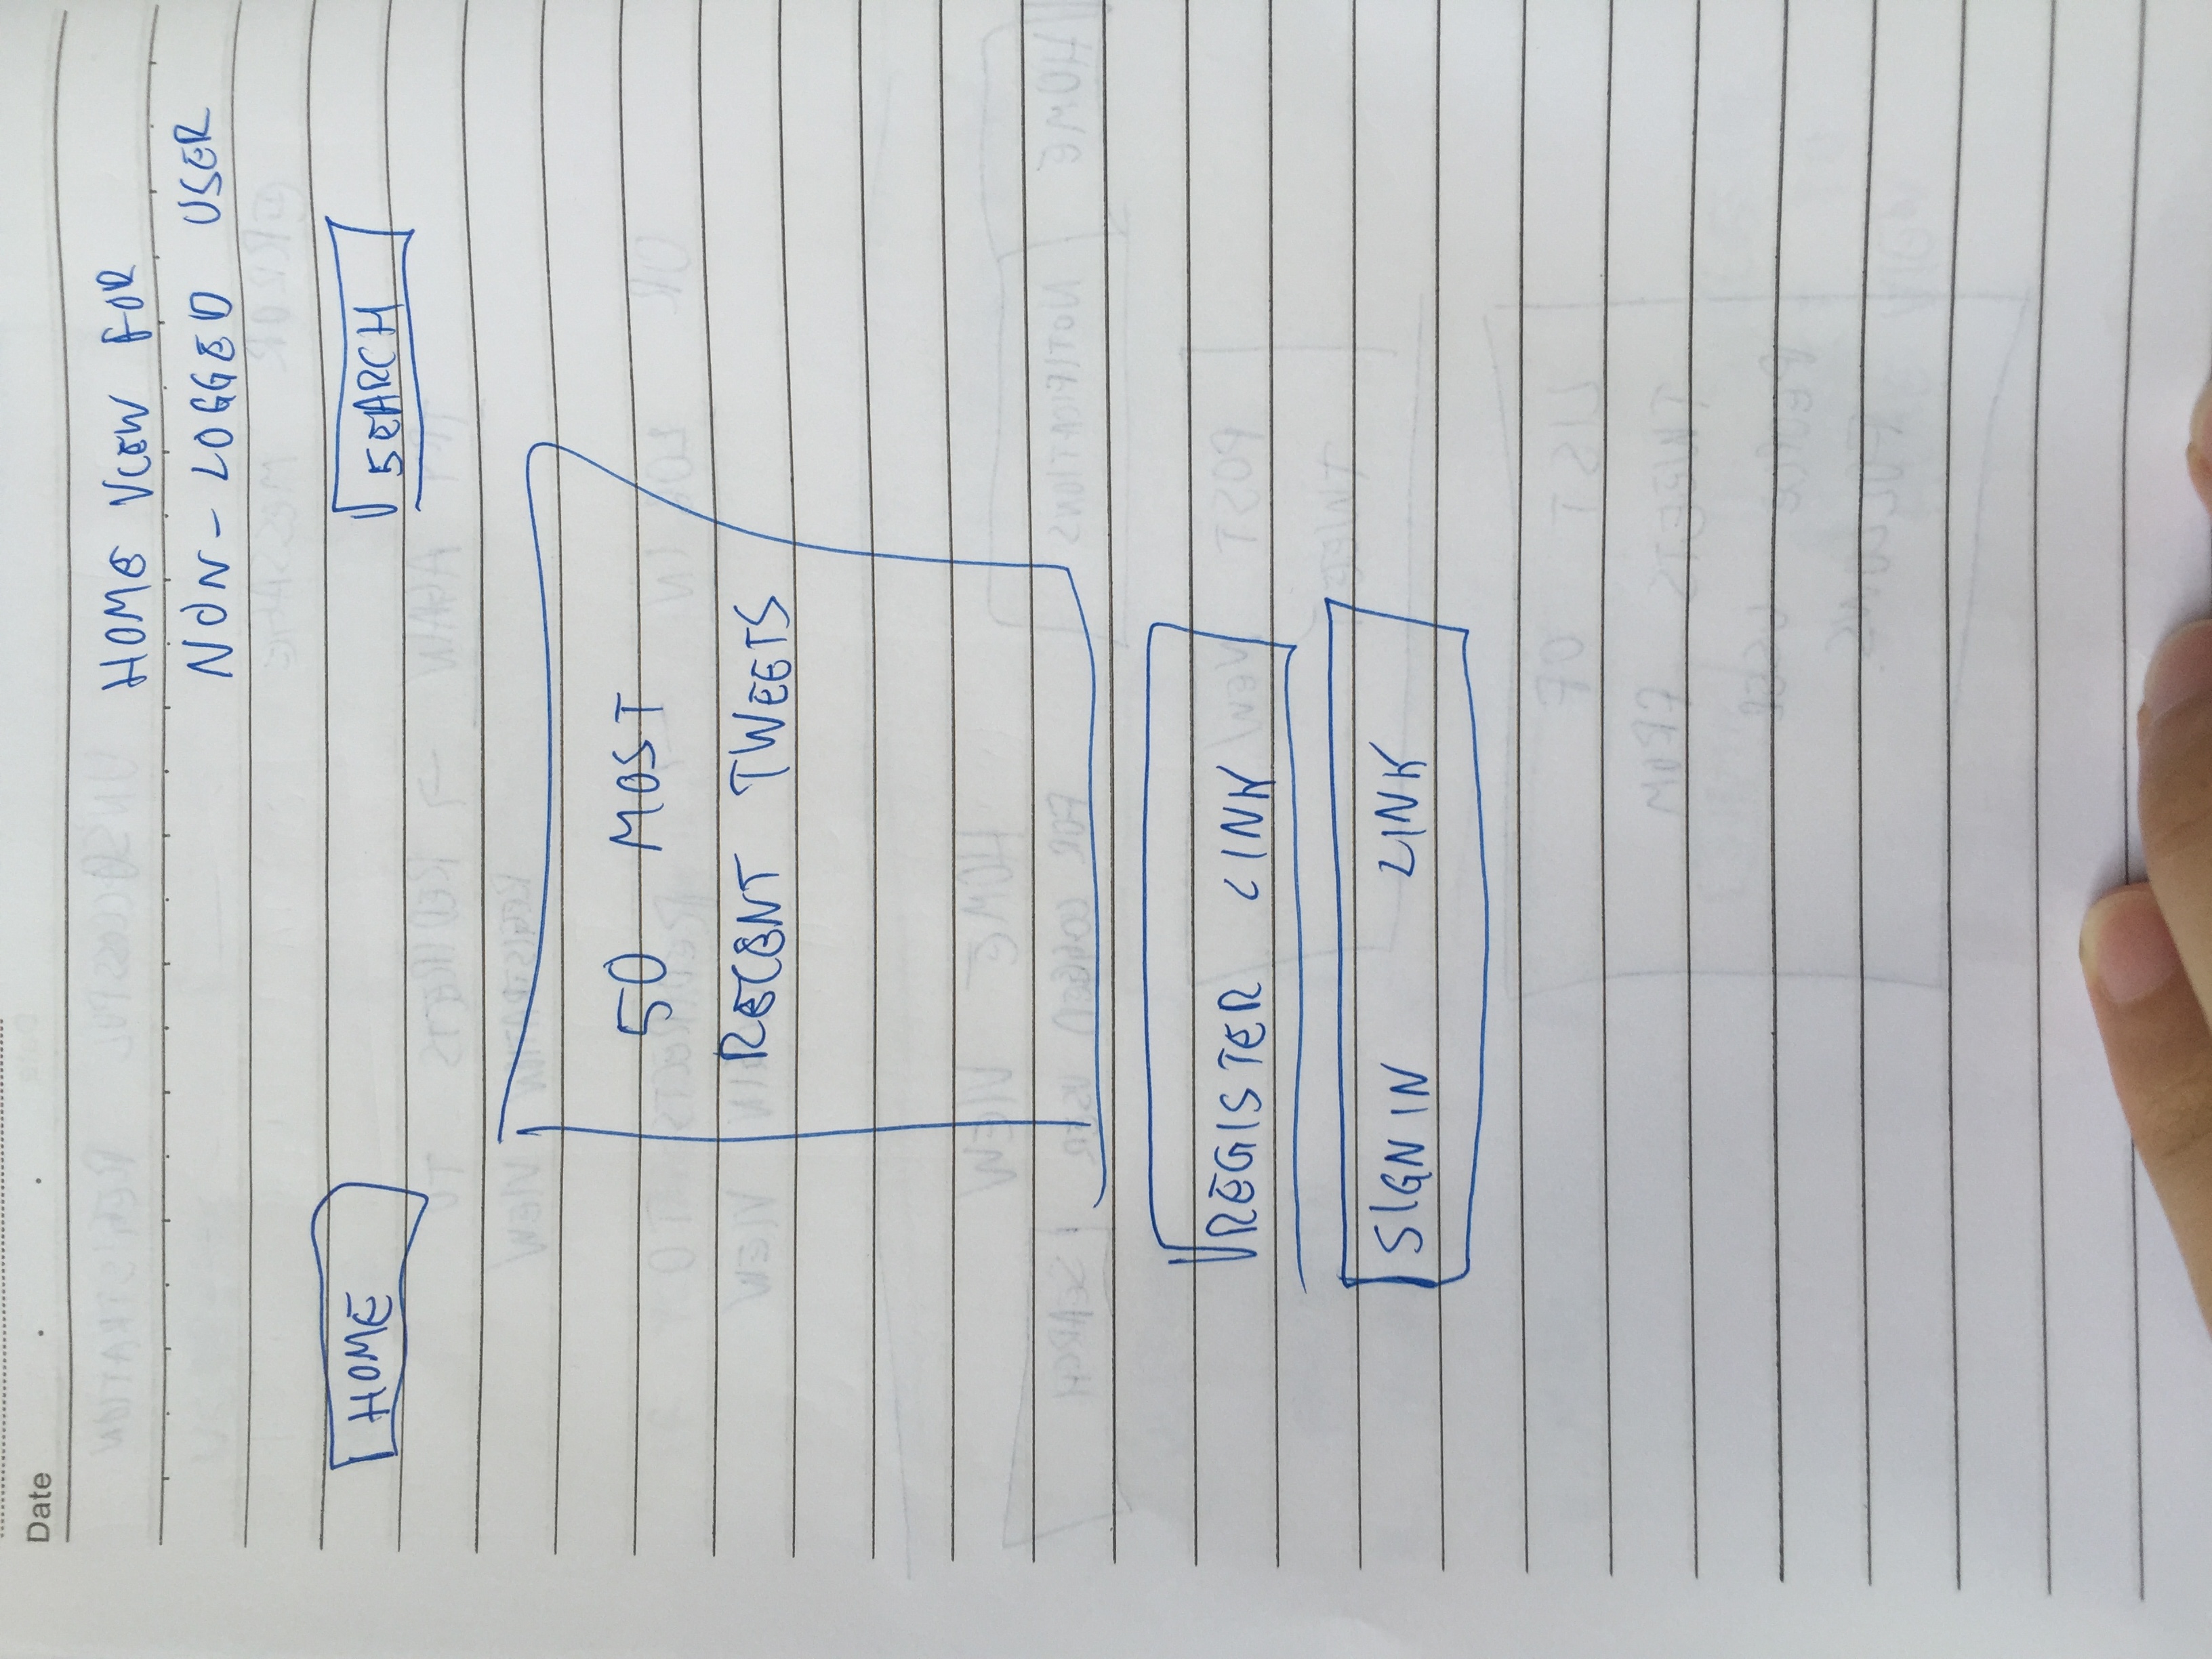 Date
HOME VIEW FOR
NON-LOGGED USER
HOME SEARCH
50 MOST
RECENT TWEETS
REGISTER LINK
SIGN IN LINK